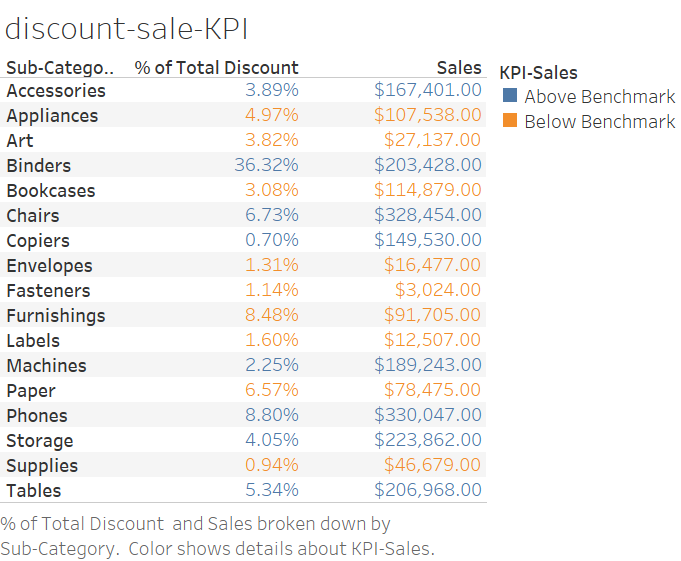 discount-sale-KPI
Sub-Catego.. % of Total Discount Sales
Accessories 3.89% $167,401.00
Appliances 4.97% $107,538.00
Art 3.82% $27,137.00
Binders 36.32% $203,428.00
Bookcases 3.08% $114,879.00
Chairs 6.73% $328,454.00
Copiers 0.70% $149,530.00
Envelopes 1.31% $16,477.00
Fasteners 1.14% $3,024.00
Furnishings 8.48% $91,705.00
Labels 1.60% $12,507.00
Machines 2.25% $189,243.00
Paper 6.57% $78,475.00
Phones 8.80% $330,047.00
Storage 4.05% $223,862.00
Supplies 0.94% $46,679.00
Tables 5.34% $206,968.00
KPI-Sales
Above Benchmark
Below Benchmark
% of Total Discount and Sales broken down by
Sub-Category. Color shows details about KPI-Sales.